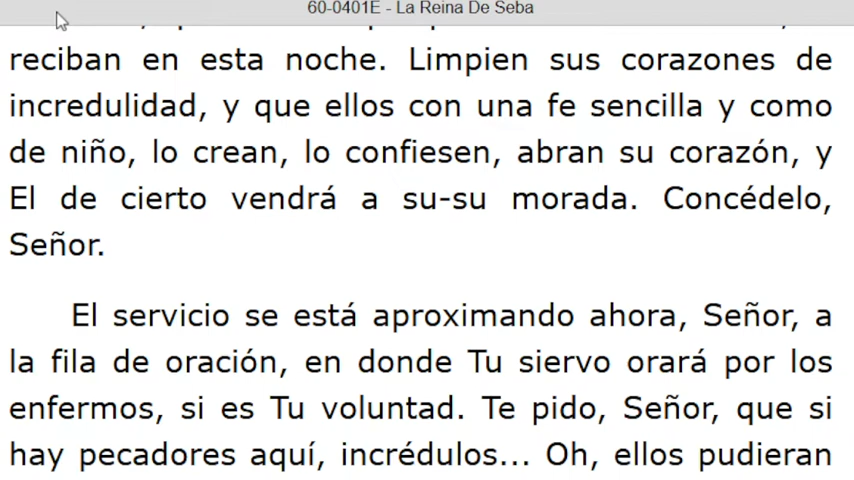 60-0401E - La Reina De Seba
reciban en esta noche. Limpien sus corazones de
incredulidad, y que ellos con una fe sencilla y como
de niño, lo crean, lo confiesen, abran su corazón, y
El de cierto vendrá a su-su morada. Concédelo,
Señor.
El servicio se está aproximando ahora, Señor, a
la fila de oración, en donde Tu siervo orará por los
enfermos, si es Tu voluntad. Te pido, Señor, que si
hay pecadores aquí, incrédulos... Oh, ellos pudieran